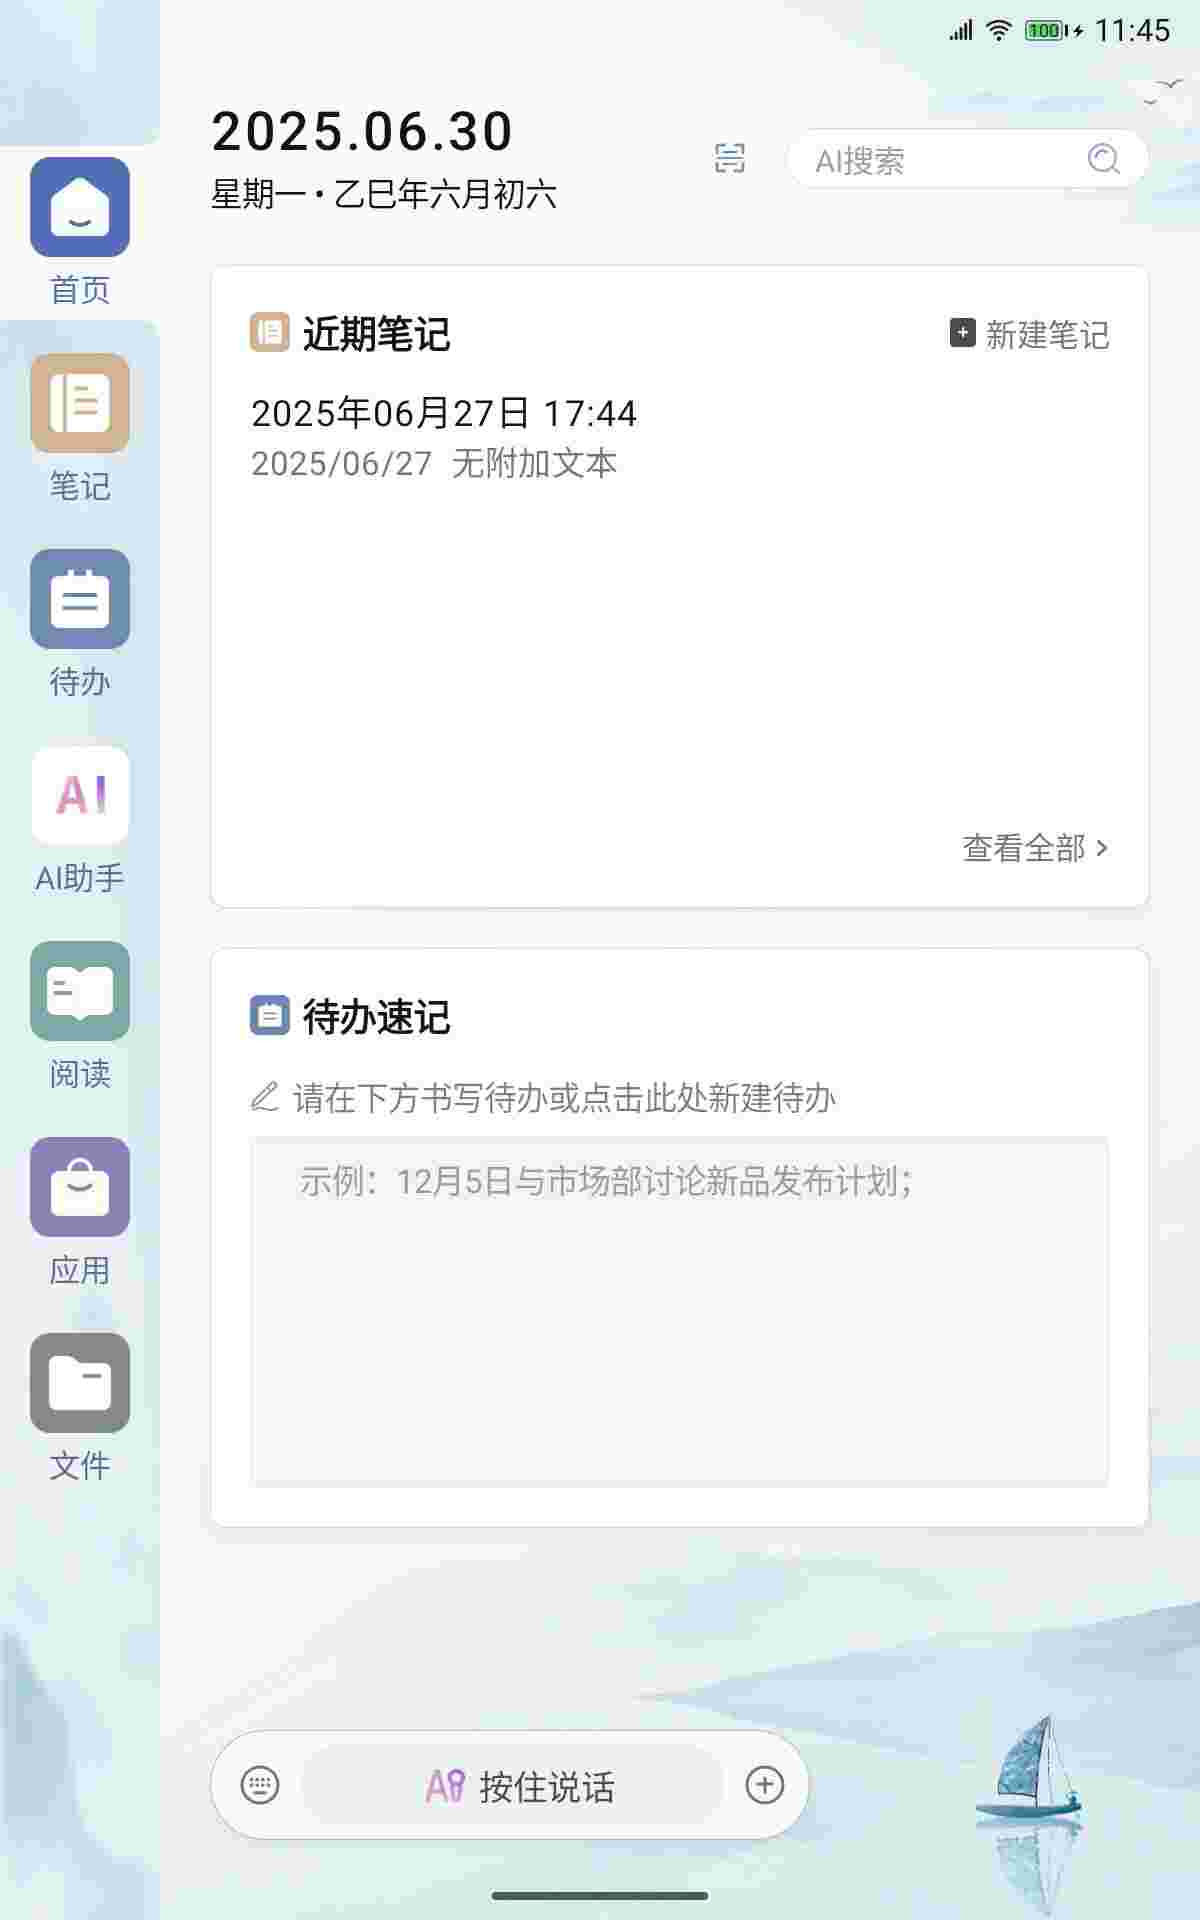 100 11:45
2025.06.30
星期一·乙巳年六月初六
AI搜索
首页
笔记
待办
AI
AI助手
阅读
应用
文件
近期笔记
新建笔记
2025年06月27日 17:44
2025/06/27 无附加文本
查看全部 >
待办速记
请在下方书写待办或点击此处新建待办
示例：12月5日与市场部讨论新品发布计划；
AI 按住说话